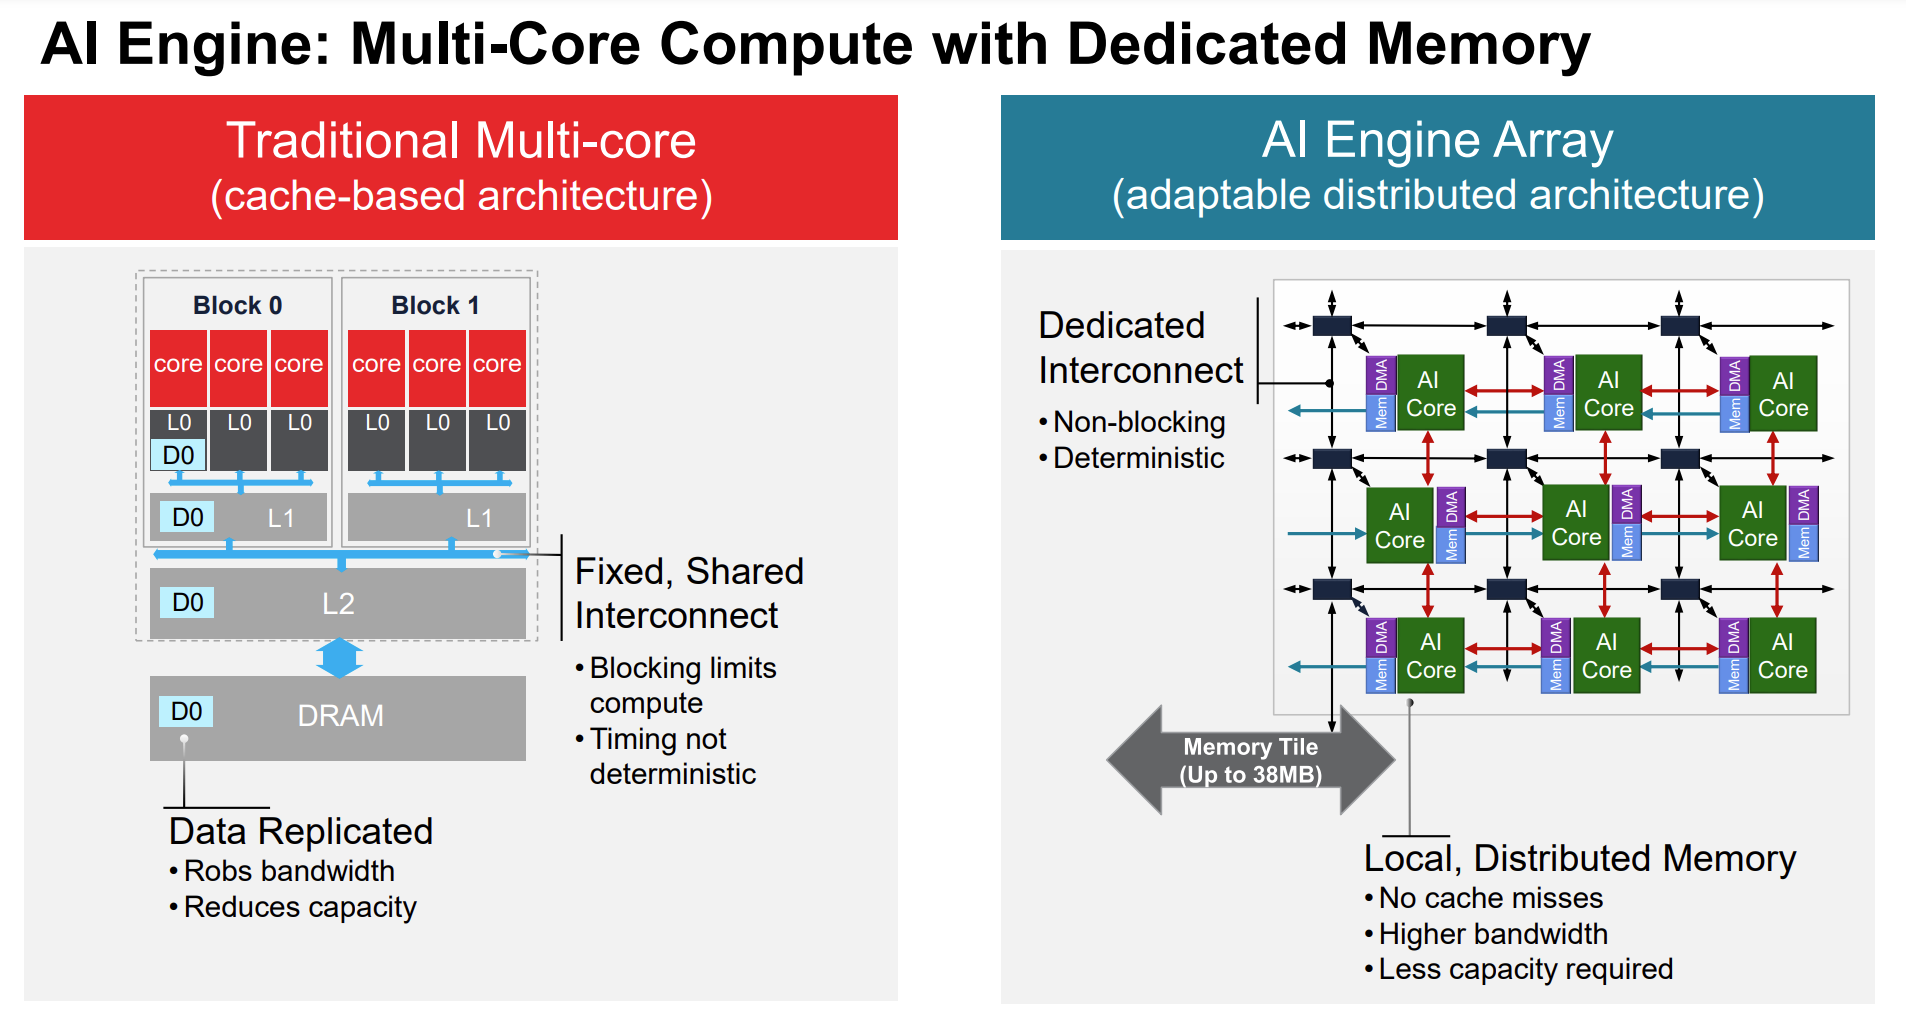 AI Engine: Multi-Core Compute with Dedicated Memory
Traditional Multi-core
(cache-based architecture)
Block 0
Block 1
core core core
core core core
L0 L0 L0
L0 L0 L0
D0
D0 L1
L1
D0 L2
D0 DRAM
Fixed, Shared
Interconnect
• Blocking limits
compute
• Timing not
deterministic
Data Replicated
• Robs bandwidth
• Reduces capacity
AI Engine Array
(adaptable distributed architecture)
Dedicated
Interconnect
• Non-blocking
• Deterministic
DMA
Mem
AI
Core
DMA
Mem
AI
Core
DMA
Mem
AI
Core
AI
Core
DMA
Mem
AI
Core
DMA
Mem
AI
Core
DMA
Mem
DMA
Mem
AI
Core
DMA
Mem
AI
Core
DMA
Mem
AI
Core
Memory Tile
(Up to 38MB)
Local, Distributed Memory
• No cache misses
• Higher bandwidth
• Less capacity required